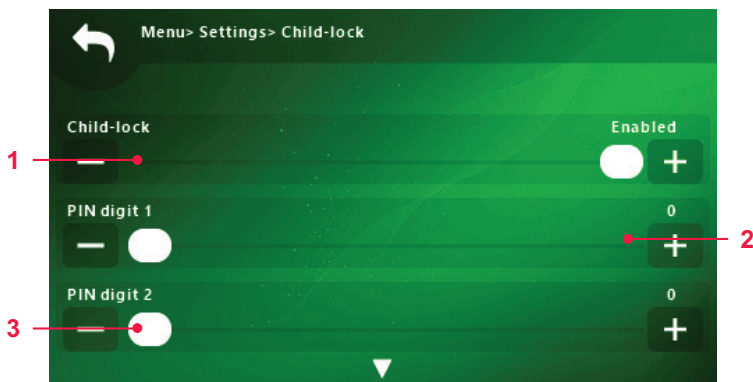 Menu> Settings> Child-lock
Child-lock Enabled
1
PIN digit 1 0
2
PIN digit 2 0
3